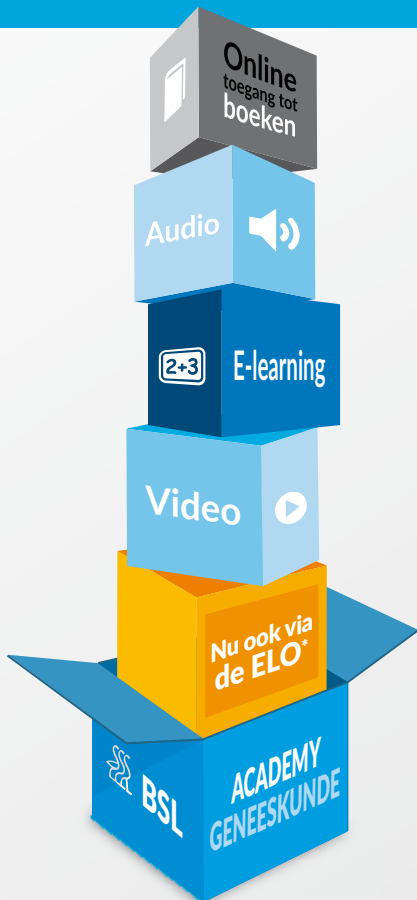 Online
toegang tot
boeken
Audio
2+3
E-learning
Video
Nu ook via
de ELO*
BSL
ACADEMY
GENEESKUNDE